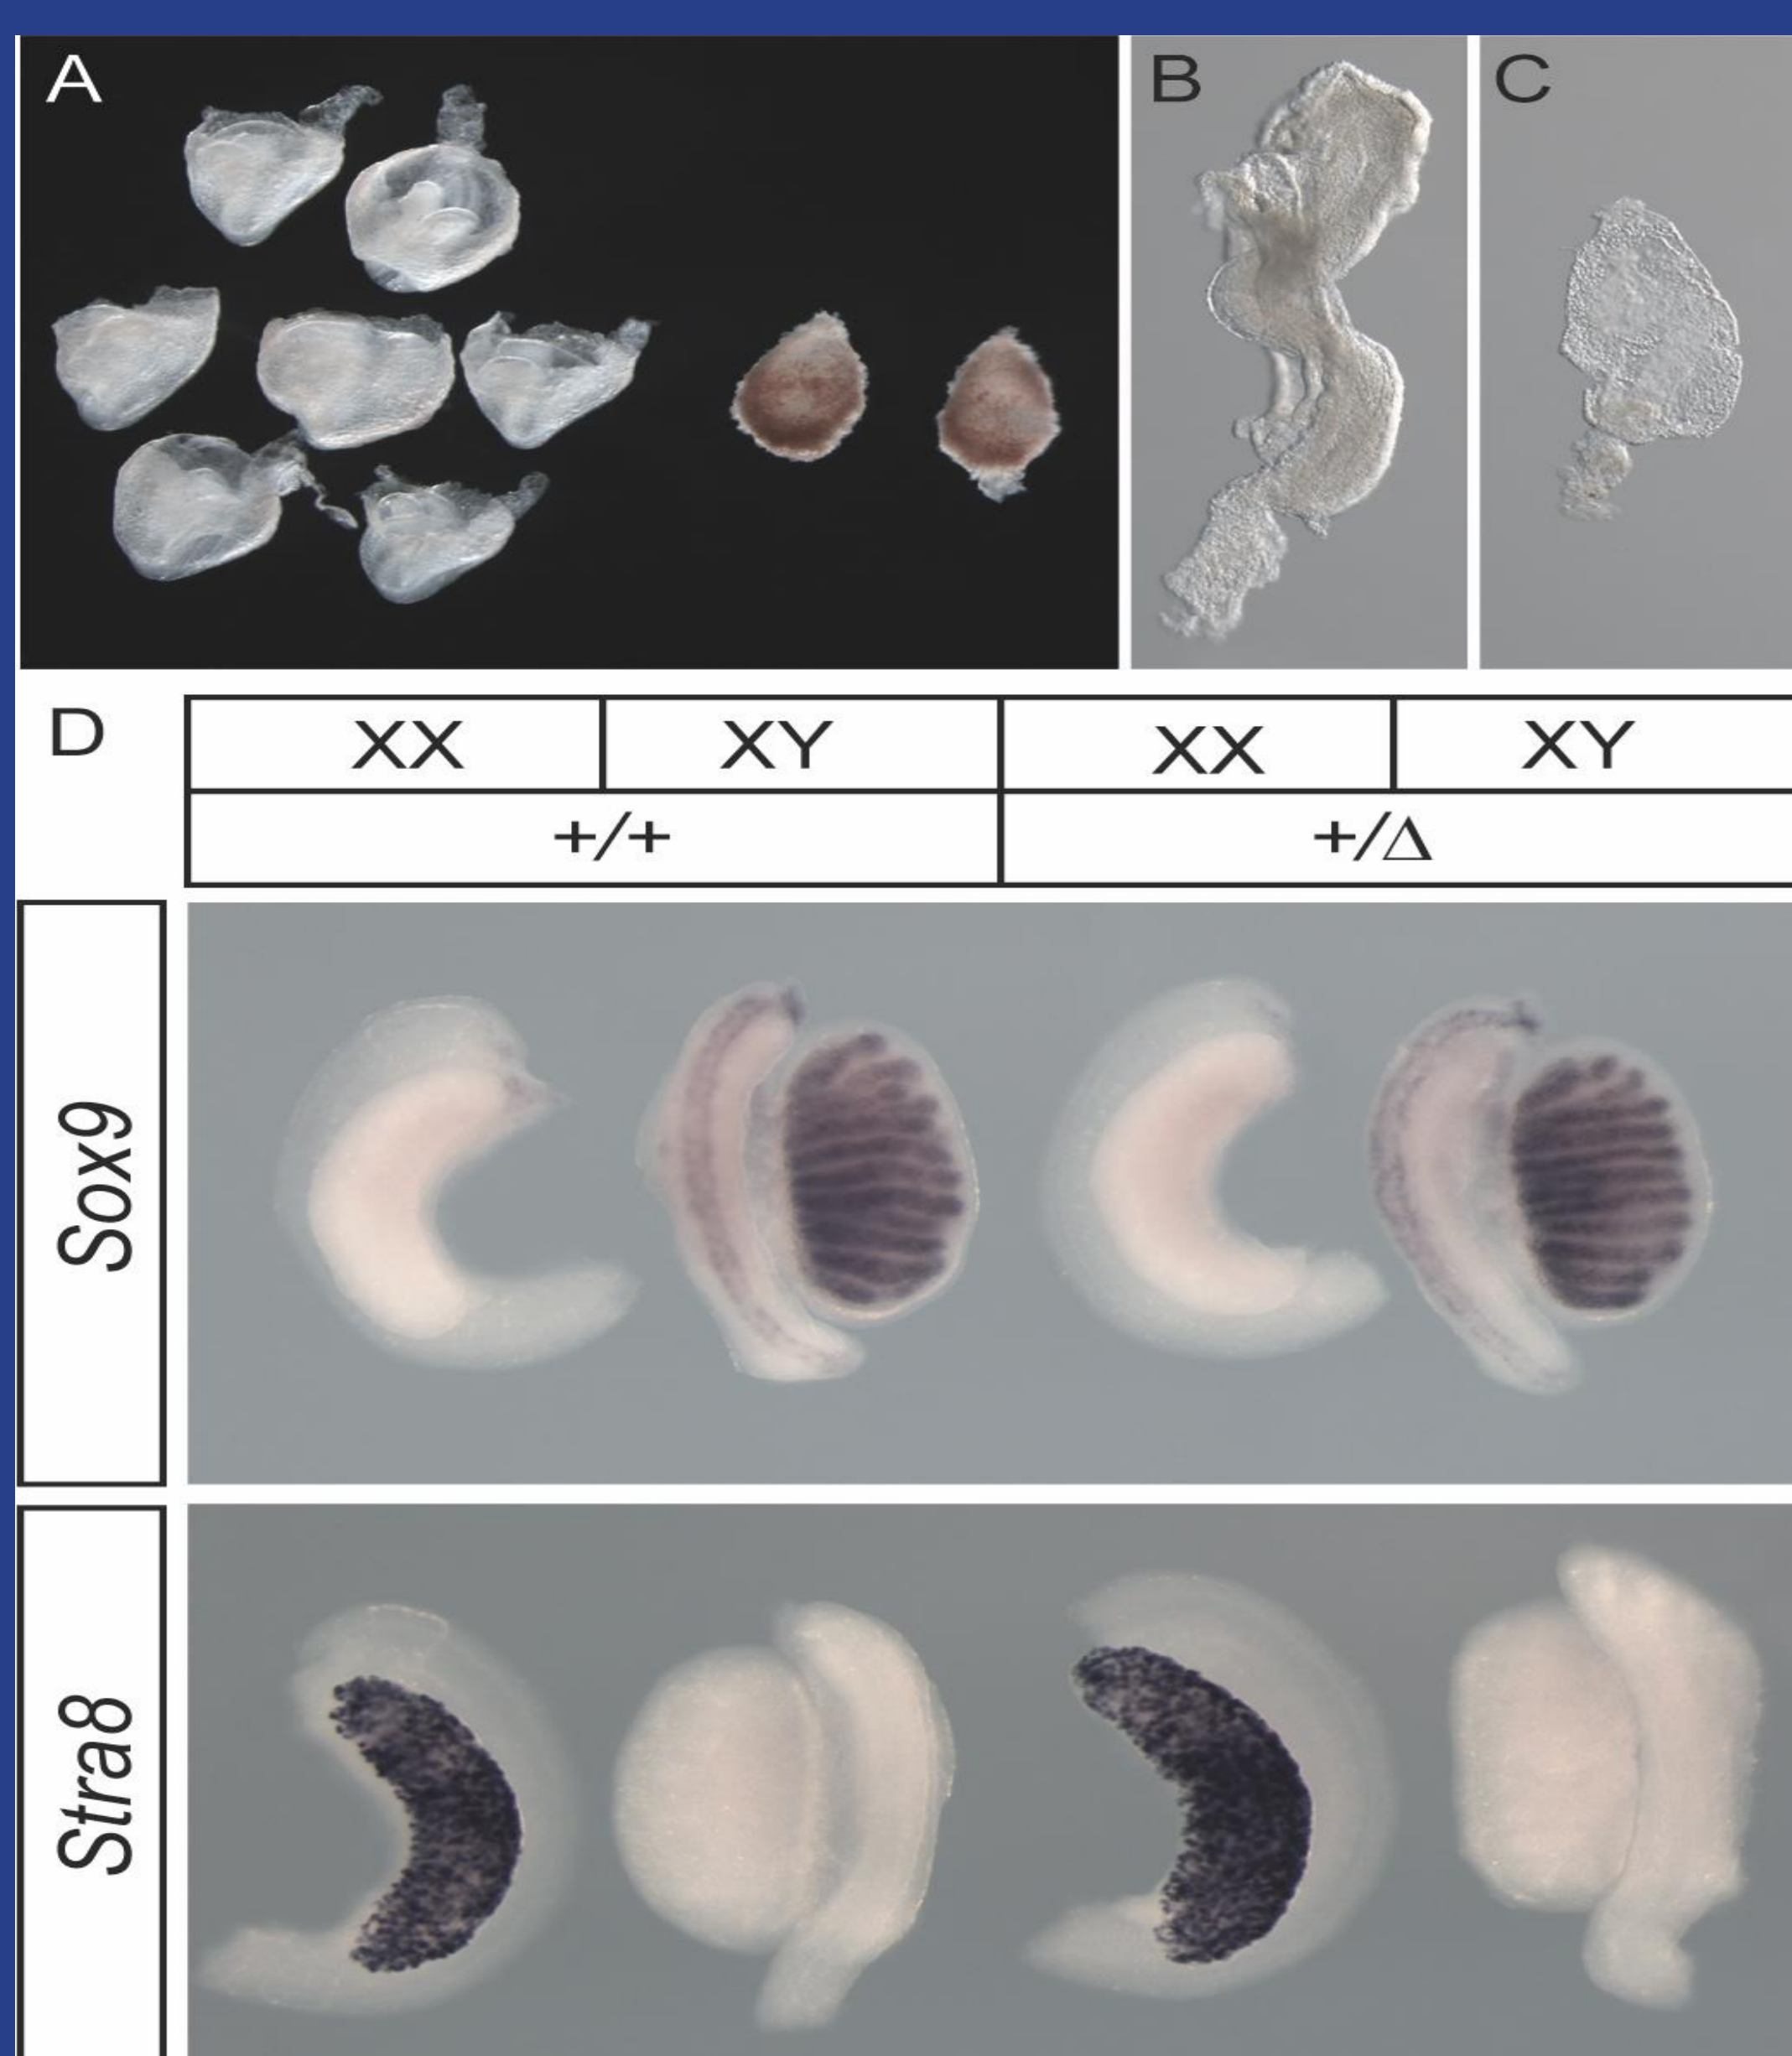 A B C
D
XX XY XX XY
+/+ +/Δ
Sox9
Stra8